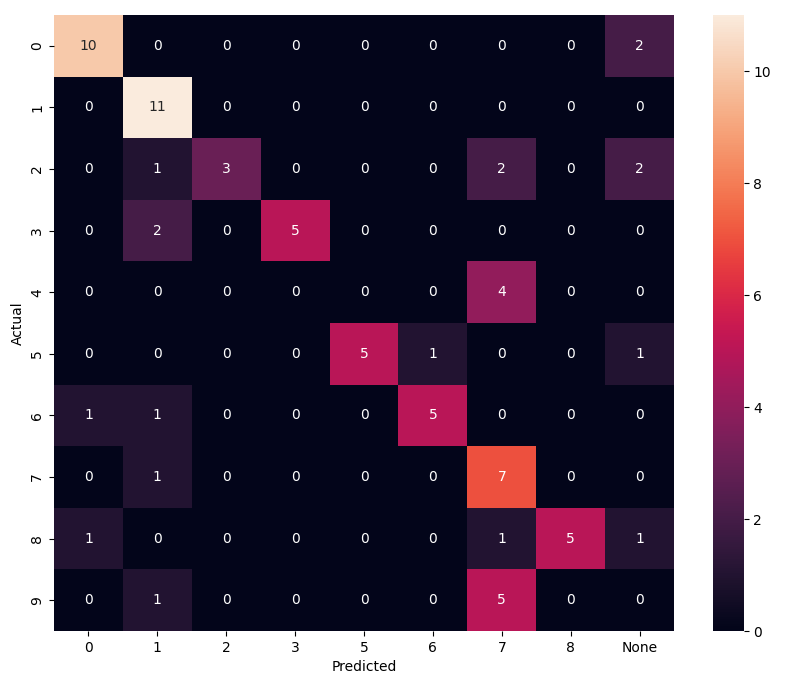 0 10 0 0 0 0 0 0 0 2
1 0 11 0 0 0 0 0 0 0
2 0 1 3 0 0 0 2 0 2
3 0 2 0 5 0 0 0 0 0
4 0 0 0 0 0 0 4 0 0
Actual
5 0 0 0 0 5 1 0 0 1
6 1 1 0 0 0 5 0 0 0
7 0 1 0 0 0 0 7 0 0
8 1 0 0 0 0 0 1 5 1
9 0 1 0 0 0 0 5 0 0
0 1 2 3 5 6 7 8 None
Predicted
10
8
6
4
2
0